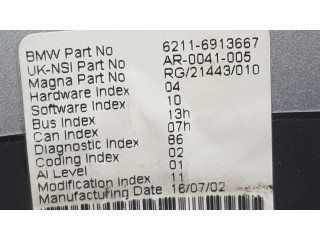 BMW Part No 6211-6913667
UK-NSI Part No AR-0041-005
Magna Part No RG/21443/010
Hardware Index 04
Software Index 10
Bus Index 13h
Can Index 07h
Diagnostic Index 86
Coding Index 02
AI Level 01
Modification Index 11
Manufacturing Date 16/07/02